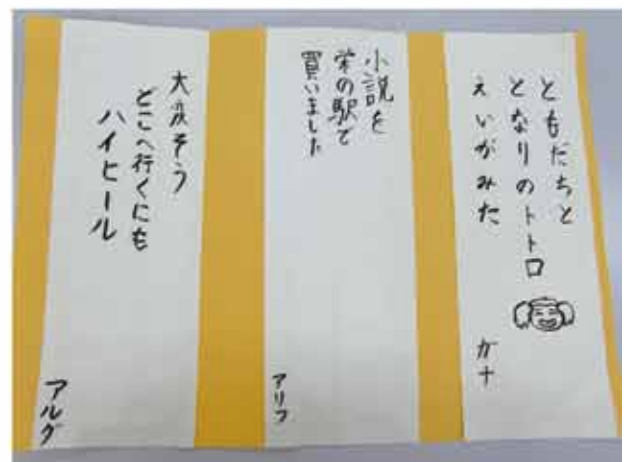 ともだちと
となりのトトロ
えいがみた
ガナ
小説を
栄の駅で
買いました
アリフ
大変そう
どこへ行くにも
ハイヒール
アルグ